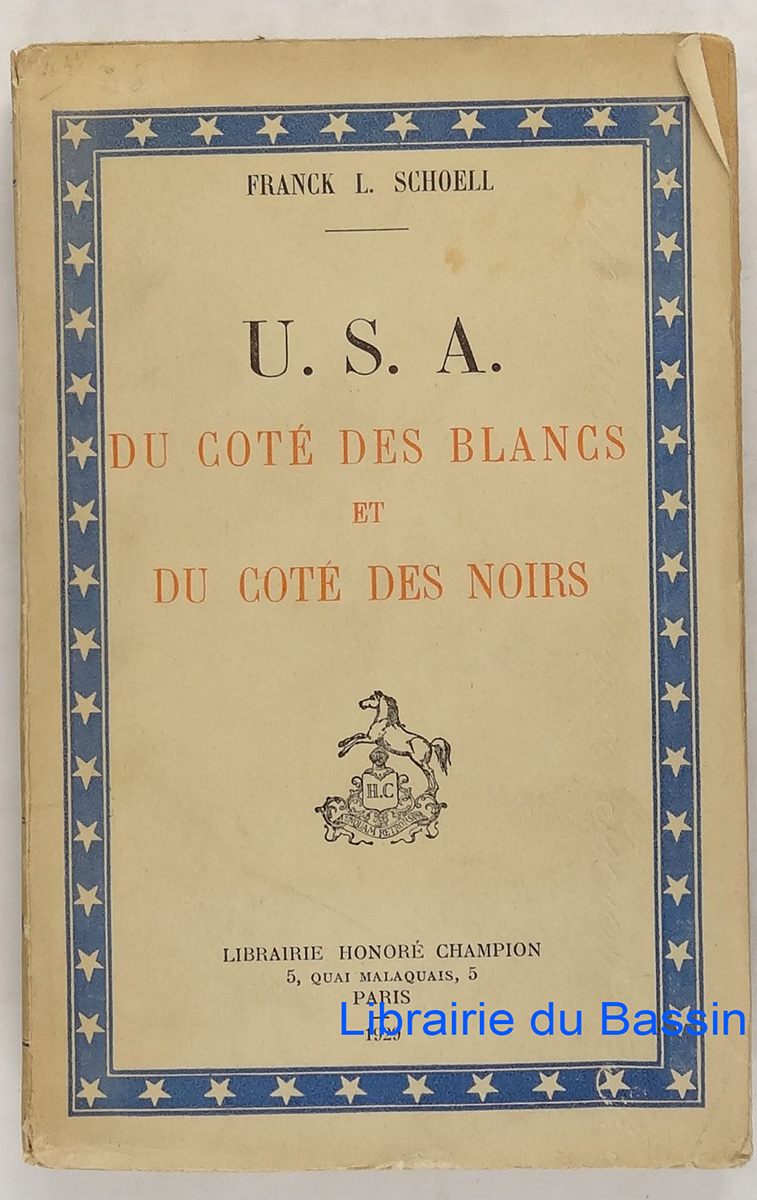 FRANCK L. SCHOELL
U. S. A.
DU COTÉ DES BLANCS
ET
DU COTÉ DES NOIRS
H.C
LIBRAIRIE HONORÉ CHAMPION
5, QUAI MALAQUAIS, 5
PARIS
Librairie du Bassin
1929